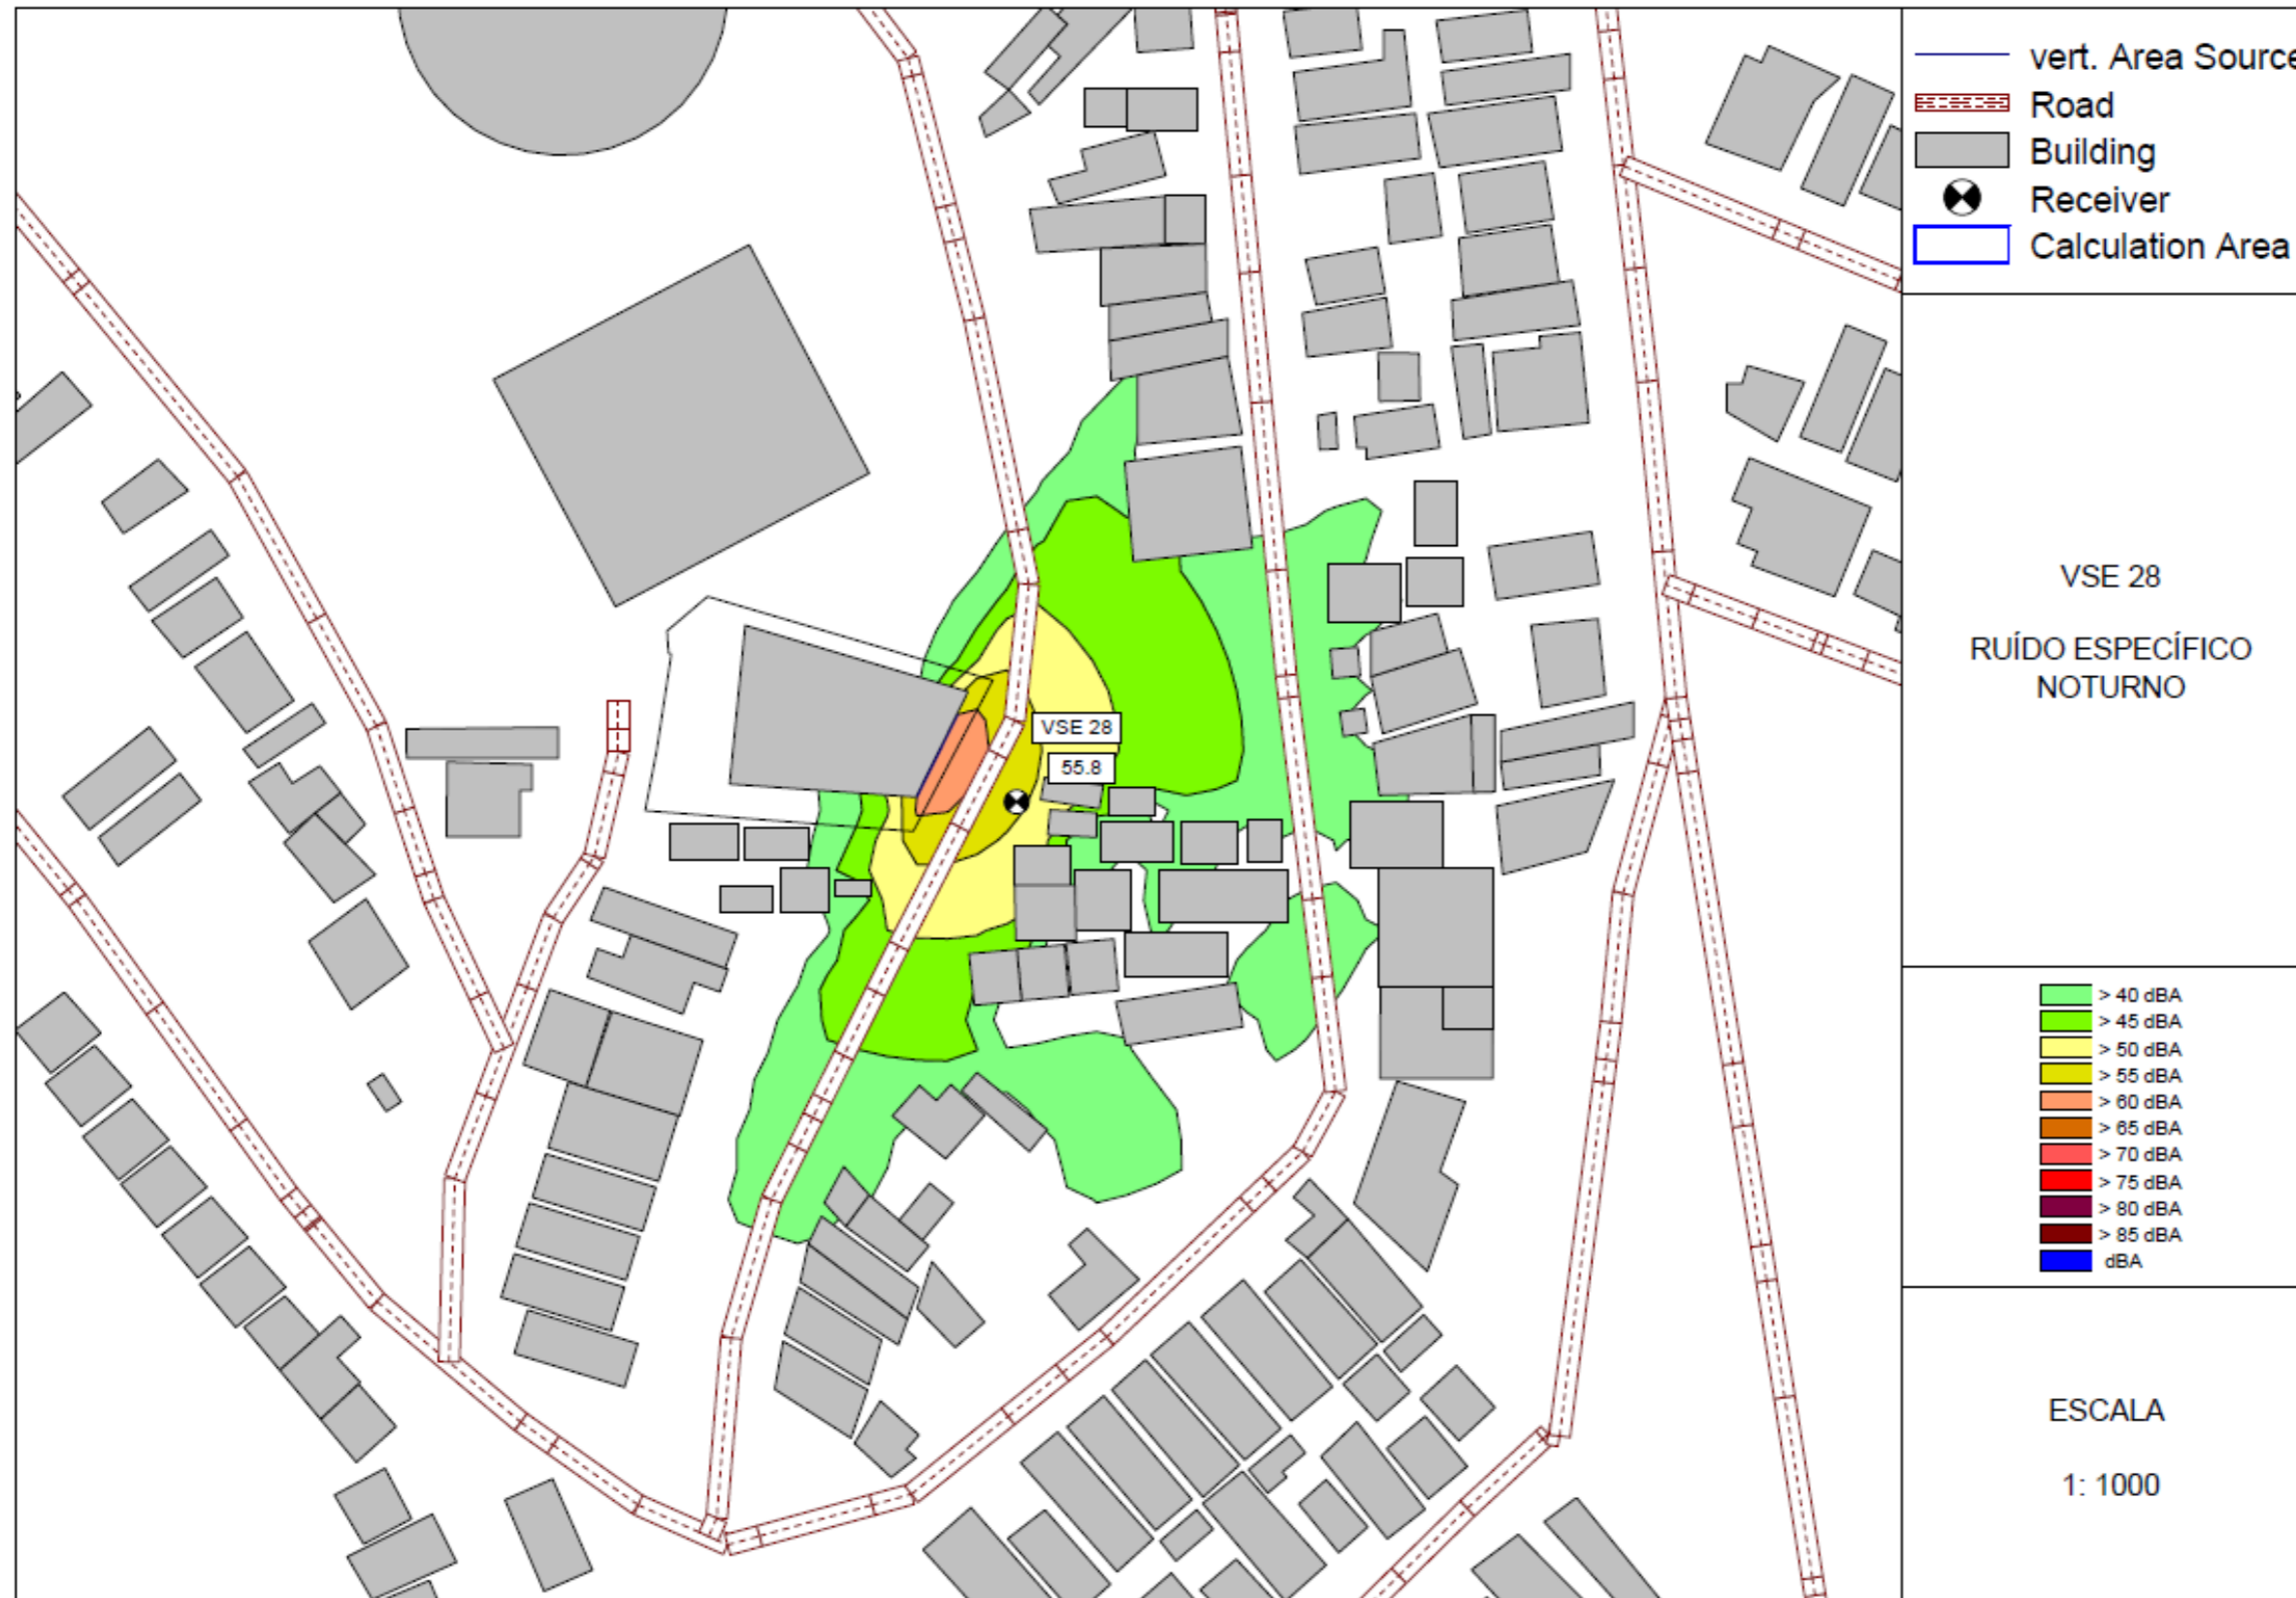 vert. Area Source
Road
Building
Receiver
Calculation Area
VSE 28
55.8
VSE 28
RUÍDO ESPECÍFICO
NOTURNO
> 40 dBA
> 45 dBA
> 50 dBA
> 55 dBA
> 60 dBA
> 65 dBA
> 70 dBA
> 75 dBA
> 80 dBA
> 85 dBA
dBA
ESCALA
1: 1000